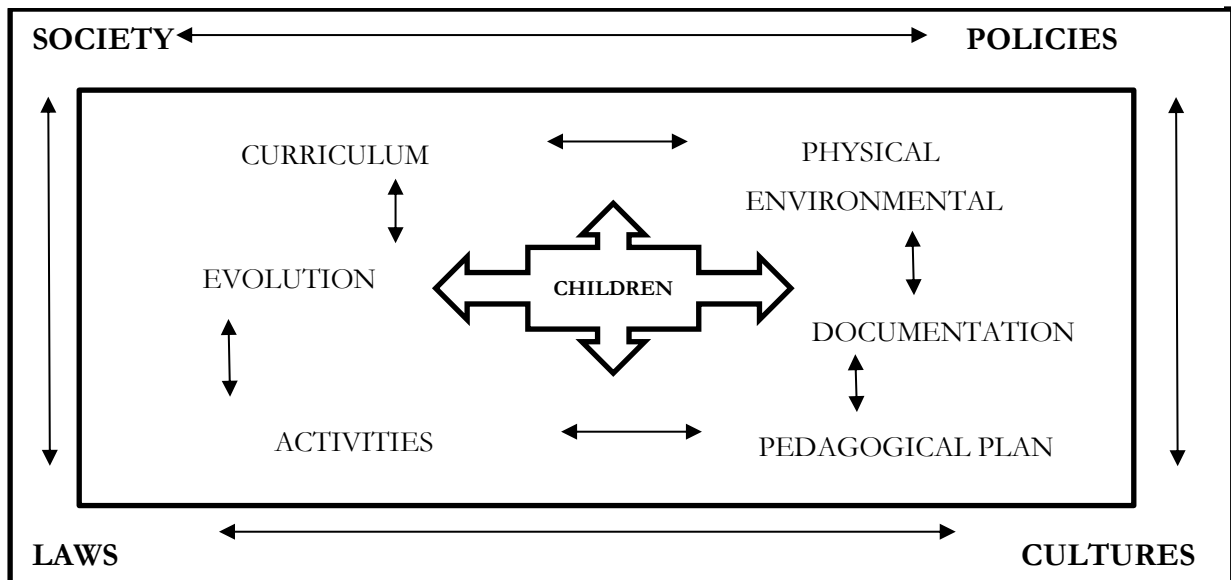 SOCIETY
POLICIES
CURRICULUM
PHYSICAL
ENVIRONMENTAL
EVOLUTION
CHILDREN
DOCUMENTATION
ACTIVITIES
PEDAGOGICAL PLAN
LAWS
CULTURES